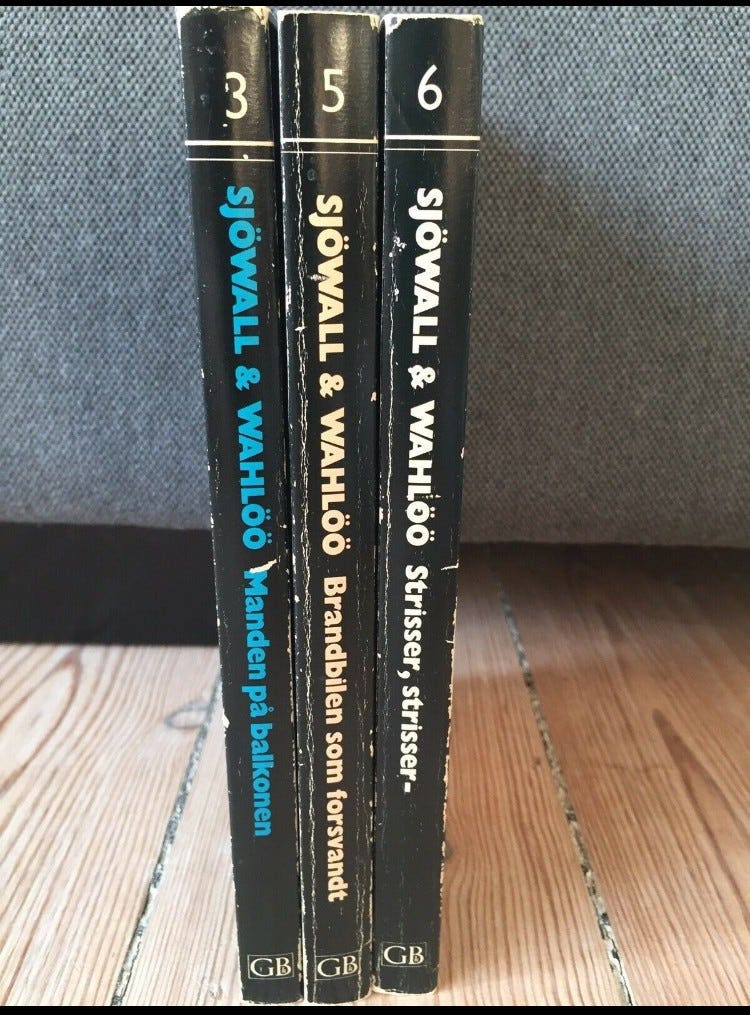 3
SJÖWALL & WAHLÖÖ Manden på balkonen
GB
5
SJÖWALL & WAHLÖÖ Brandbilen som forsvandt
GB
6
SJÖWALL & WAHLÖÖ Strisser, strisser-
GB